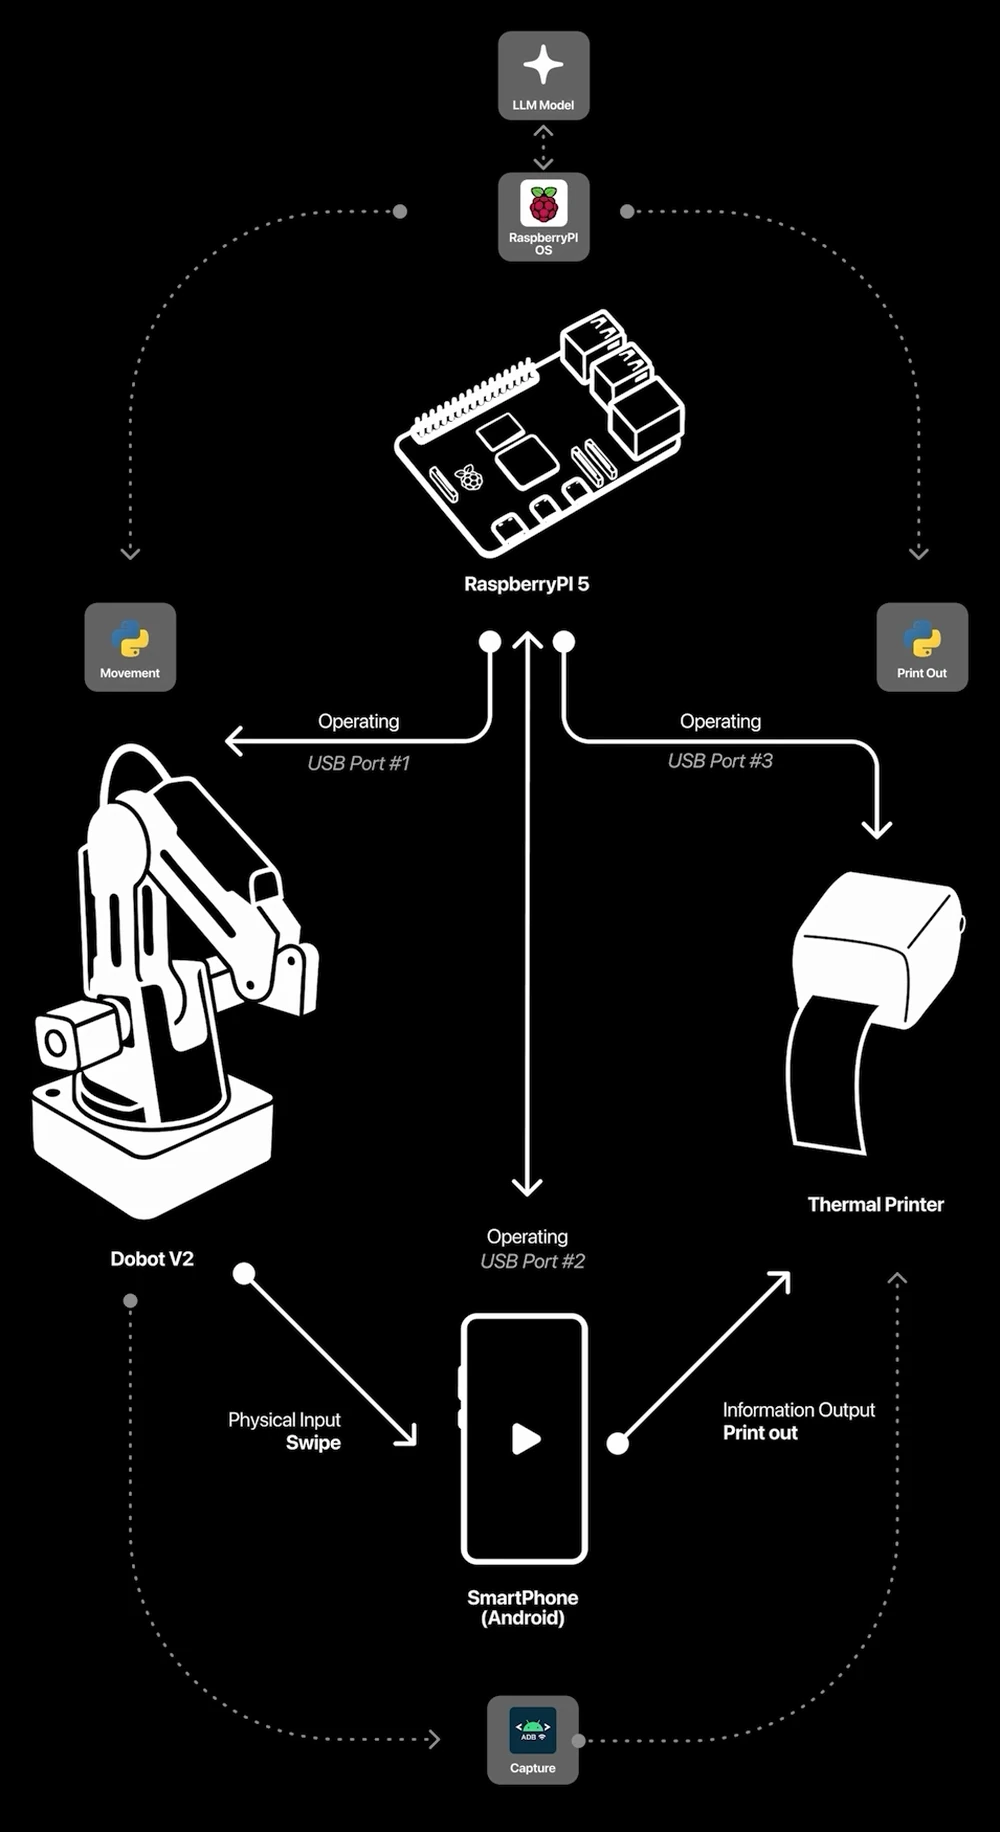 LLM Model
RaspberryPI
OS
RaspberryPI 5
Movement
Print Out
Operating
USB Port #1
Operating
USB Port #3
Thermal Printer
Operating
USB Port #2
Dobot V2
Physical Input
Swipe
Information Output
Print out
SmartPhone
(Android)
ADB
Capture